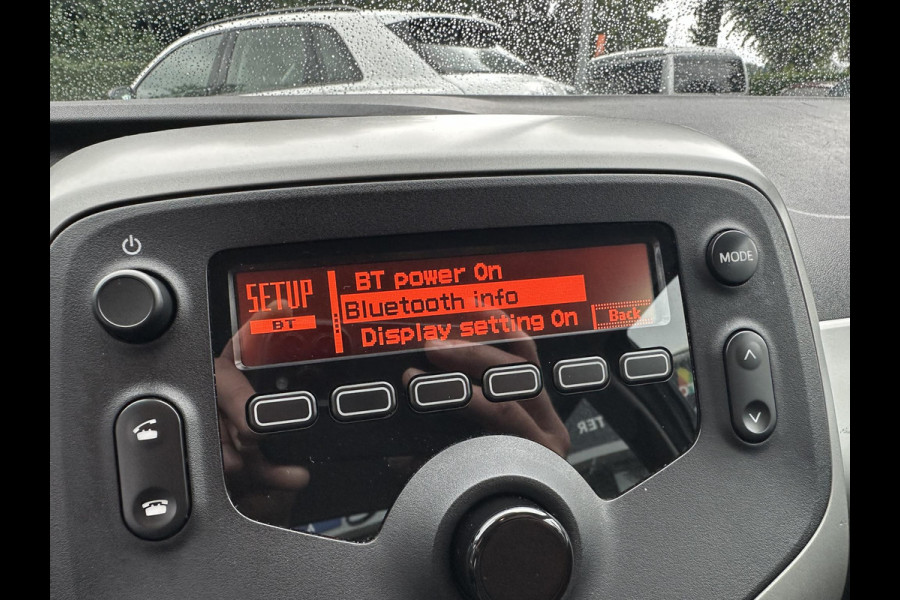 SETUP
BT
BT power On
Bluetooth info
Display setting On
Back
MODE